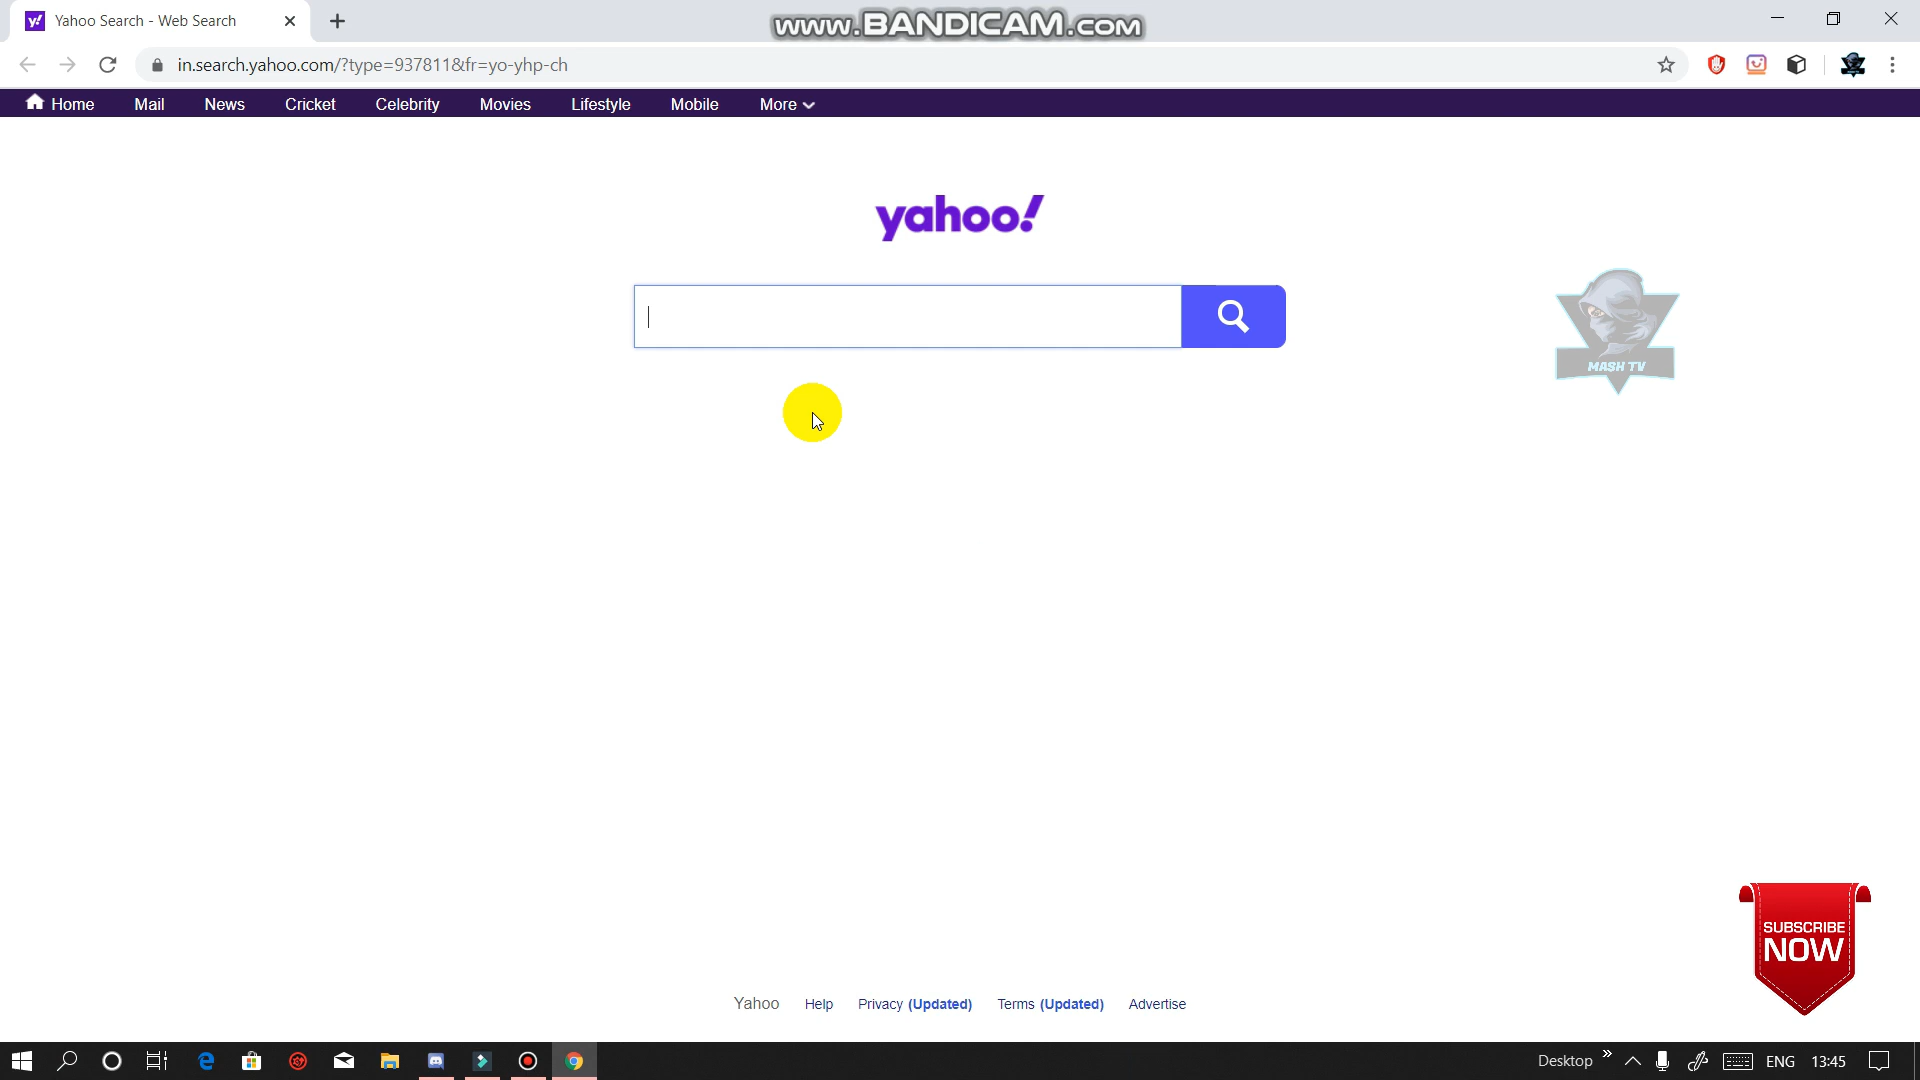 Yahoo Search - Web Search
www.BANDICAM.com
in.search.yahoo.com/?type=937811&fr=yo-yhp-ch
Home Mail News Cricket Celebrity Movies Lifestyle Mobile More
yahoo!
MASH TV
SUBSCRIBE
NOW
Yahoo Help Privacy (Updated) Terms (Updated) Advertise
Desktop ENG 13:45